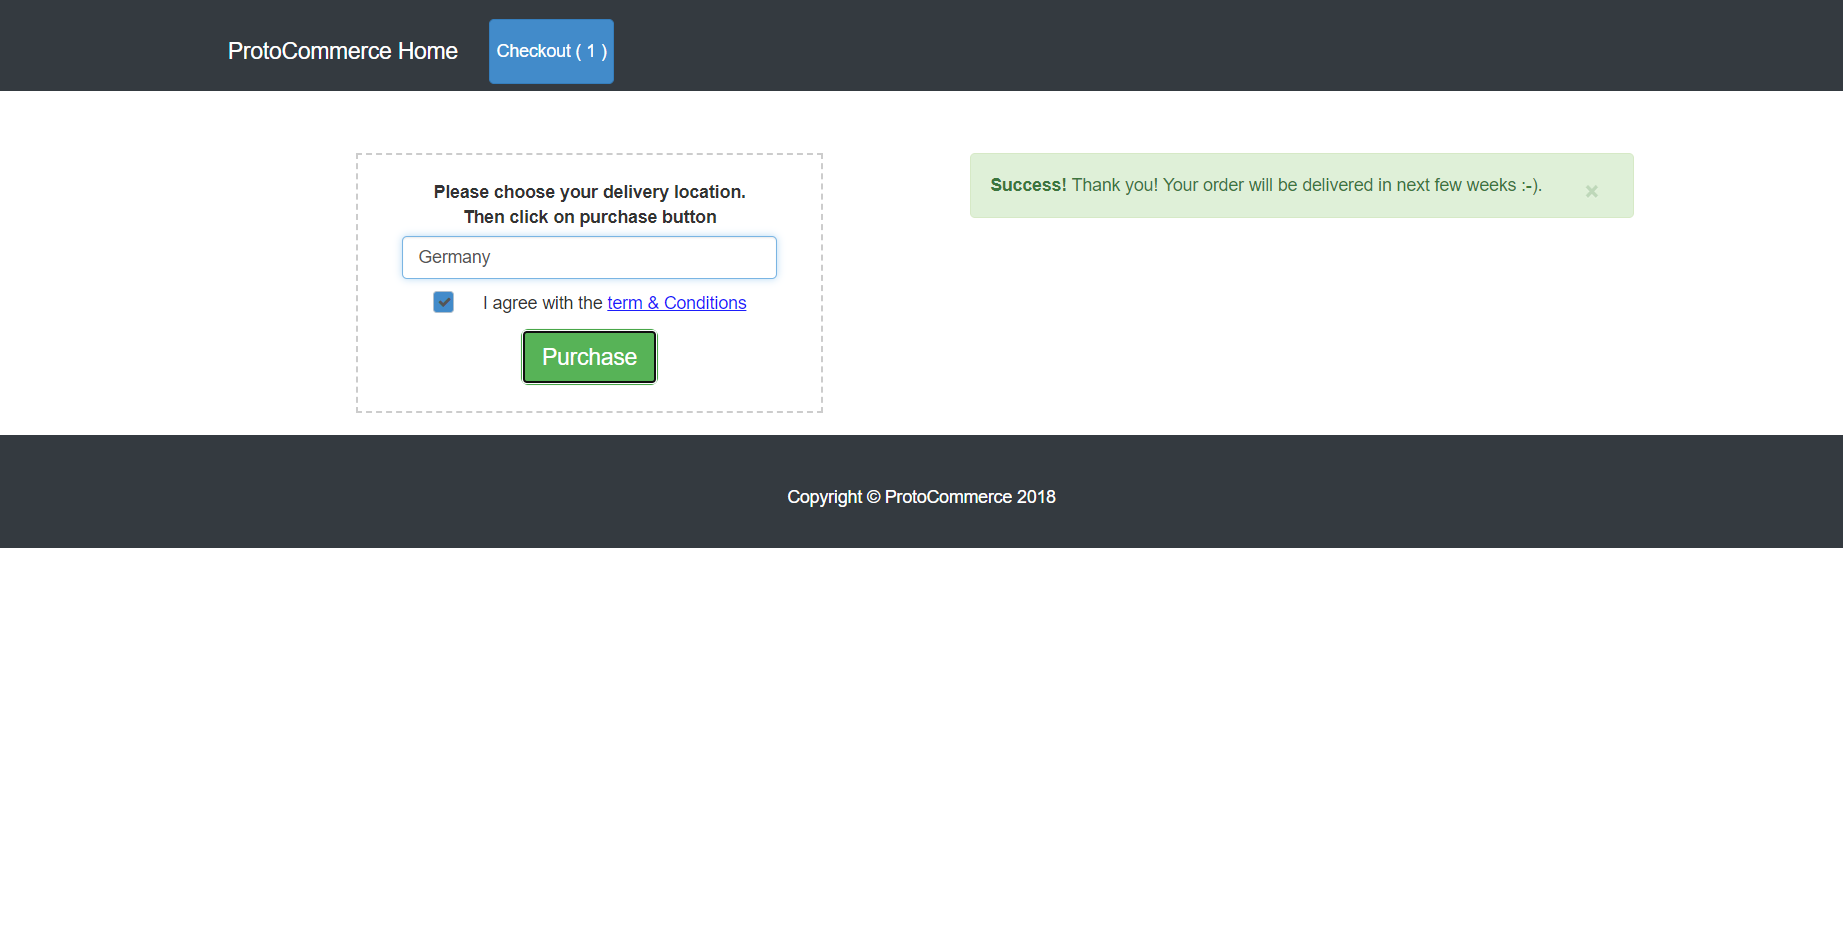 ProtoCommerce Home
Checkout ( 1 )
Please choose your delivery location.
Then click on purchase button
Germany
I agree with the term & Conditions
Purchase
Success! Thank you! Your order will be delivered in next few weeks :-).
×
Copyright © ProtoCommerce 2018